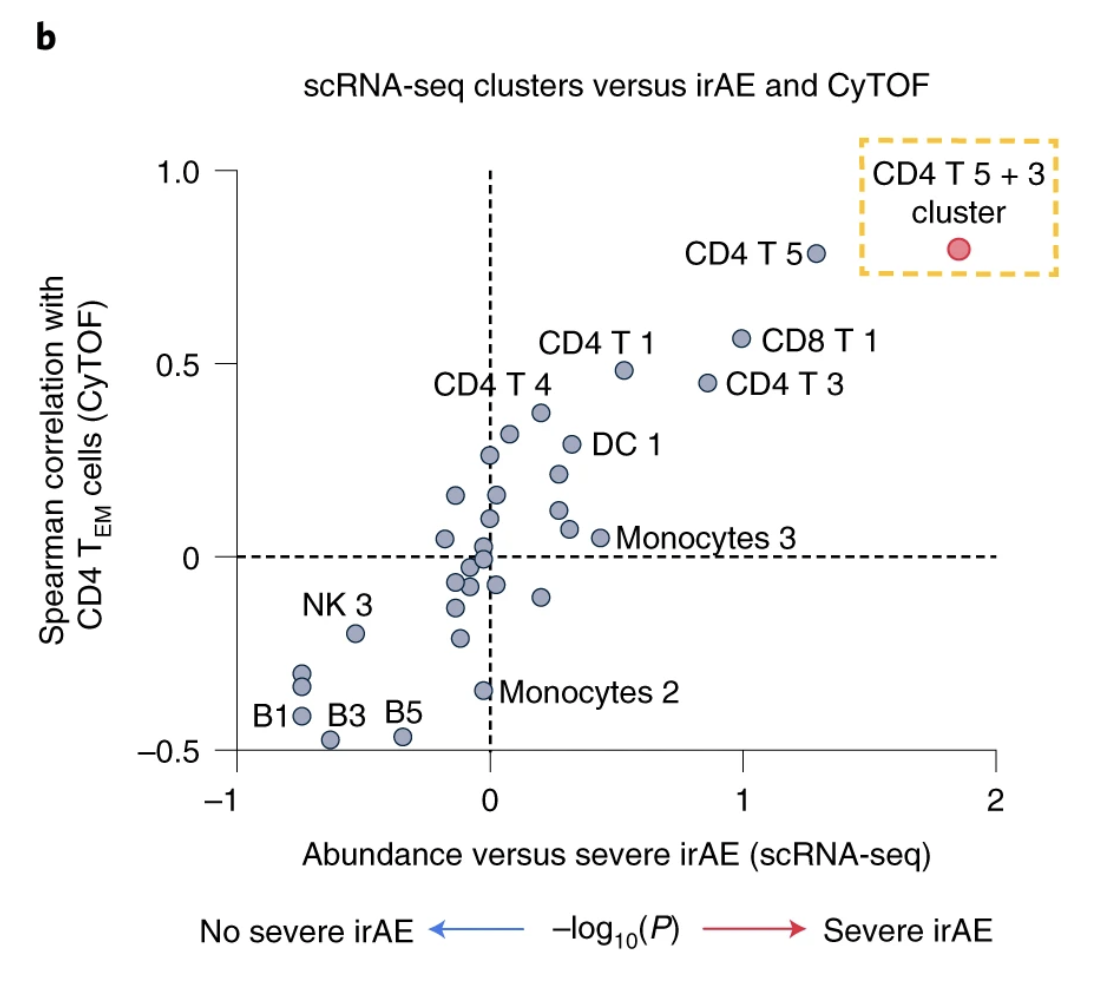 b
scRNA-seq clusters versus irAE and CyTOF
CD4 T 5 + 3
cluster
1.0
CD4 T 5
CD8 T 1
CD4 T 1
0.5
CD4 T 3
CD4 T 4
DC 1
Monocytes 3
0
NK 3
Monocytes 2
B1
B3
B5
–0.5
Spearman correlation with
CD4 TEM cells (CyTOF)
–1
0
1
2
Abundance versus severe irAE (scRNA-seq)
No severe irAE
–log10(P)
Severe irAE